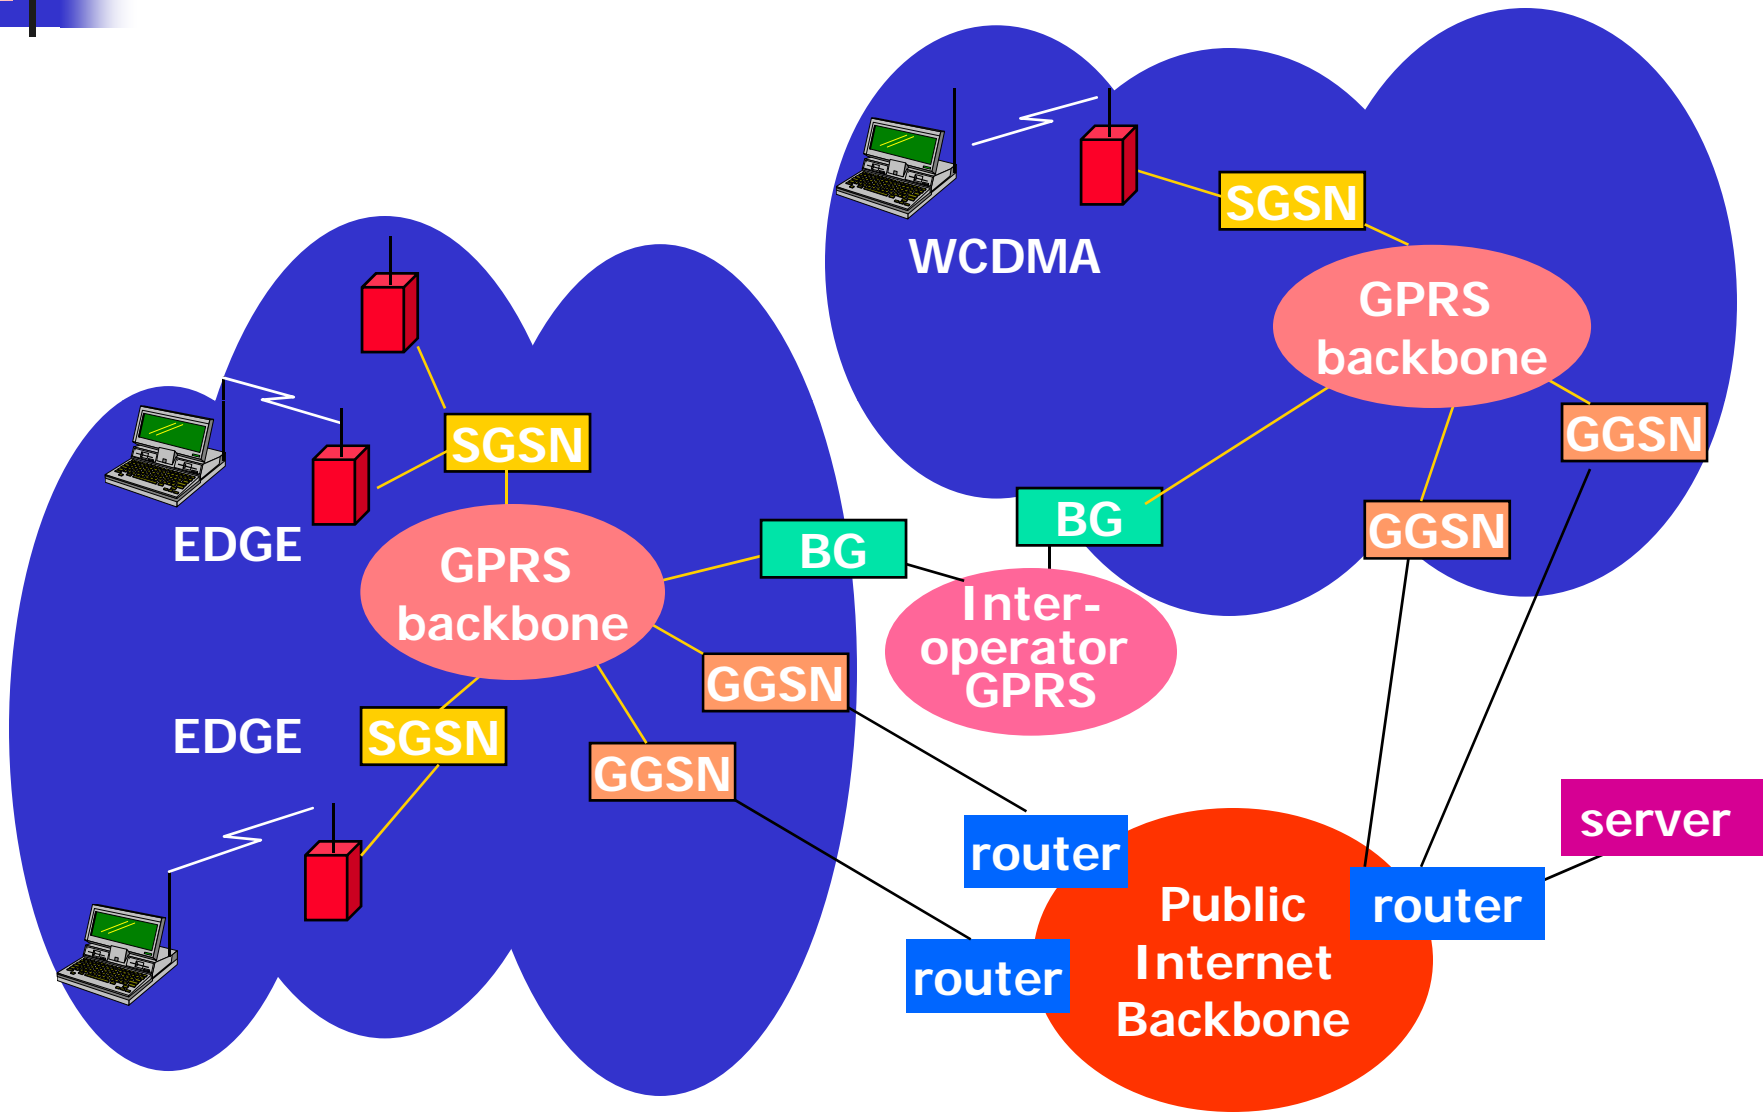 WCDMA
SGSN
GPRS
backbone
GGSN
GGSN
BG
EDGE
SGSN
GPRS
backbone
BG
Inter-
operator
GPRS
GGSN
EDGE
SGSN
GGSN
router
router
Public
Internet
Backbone
router
server